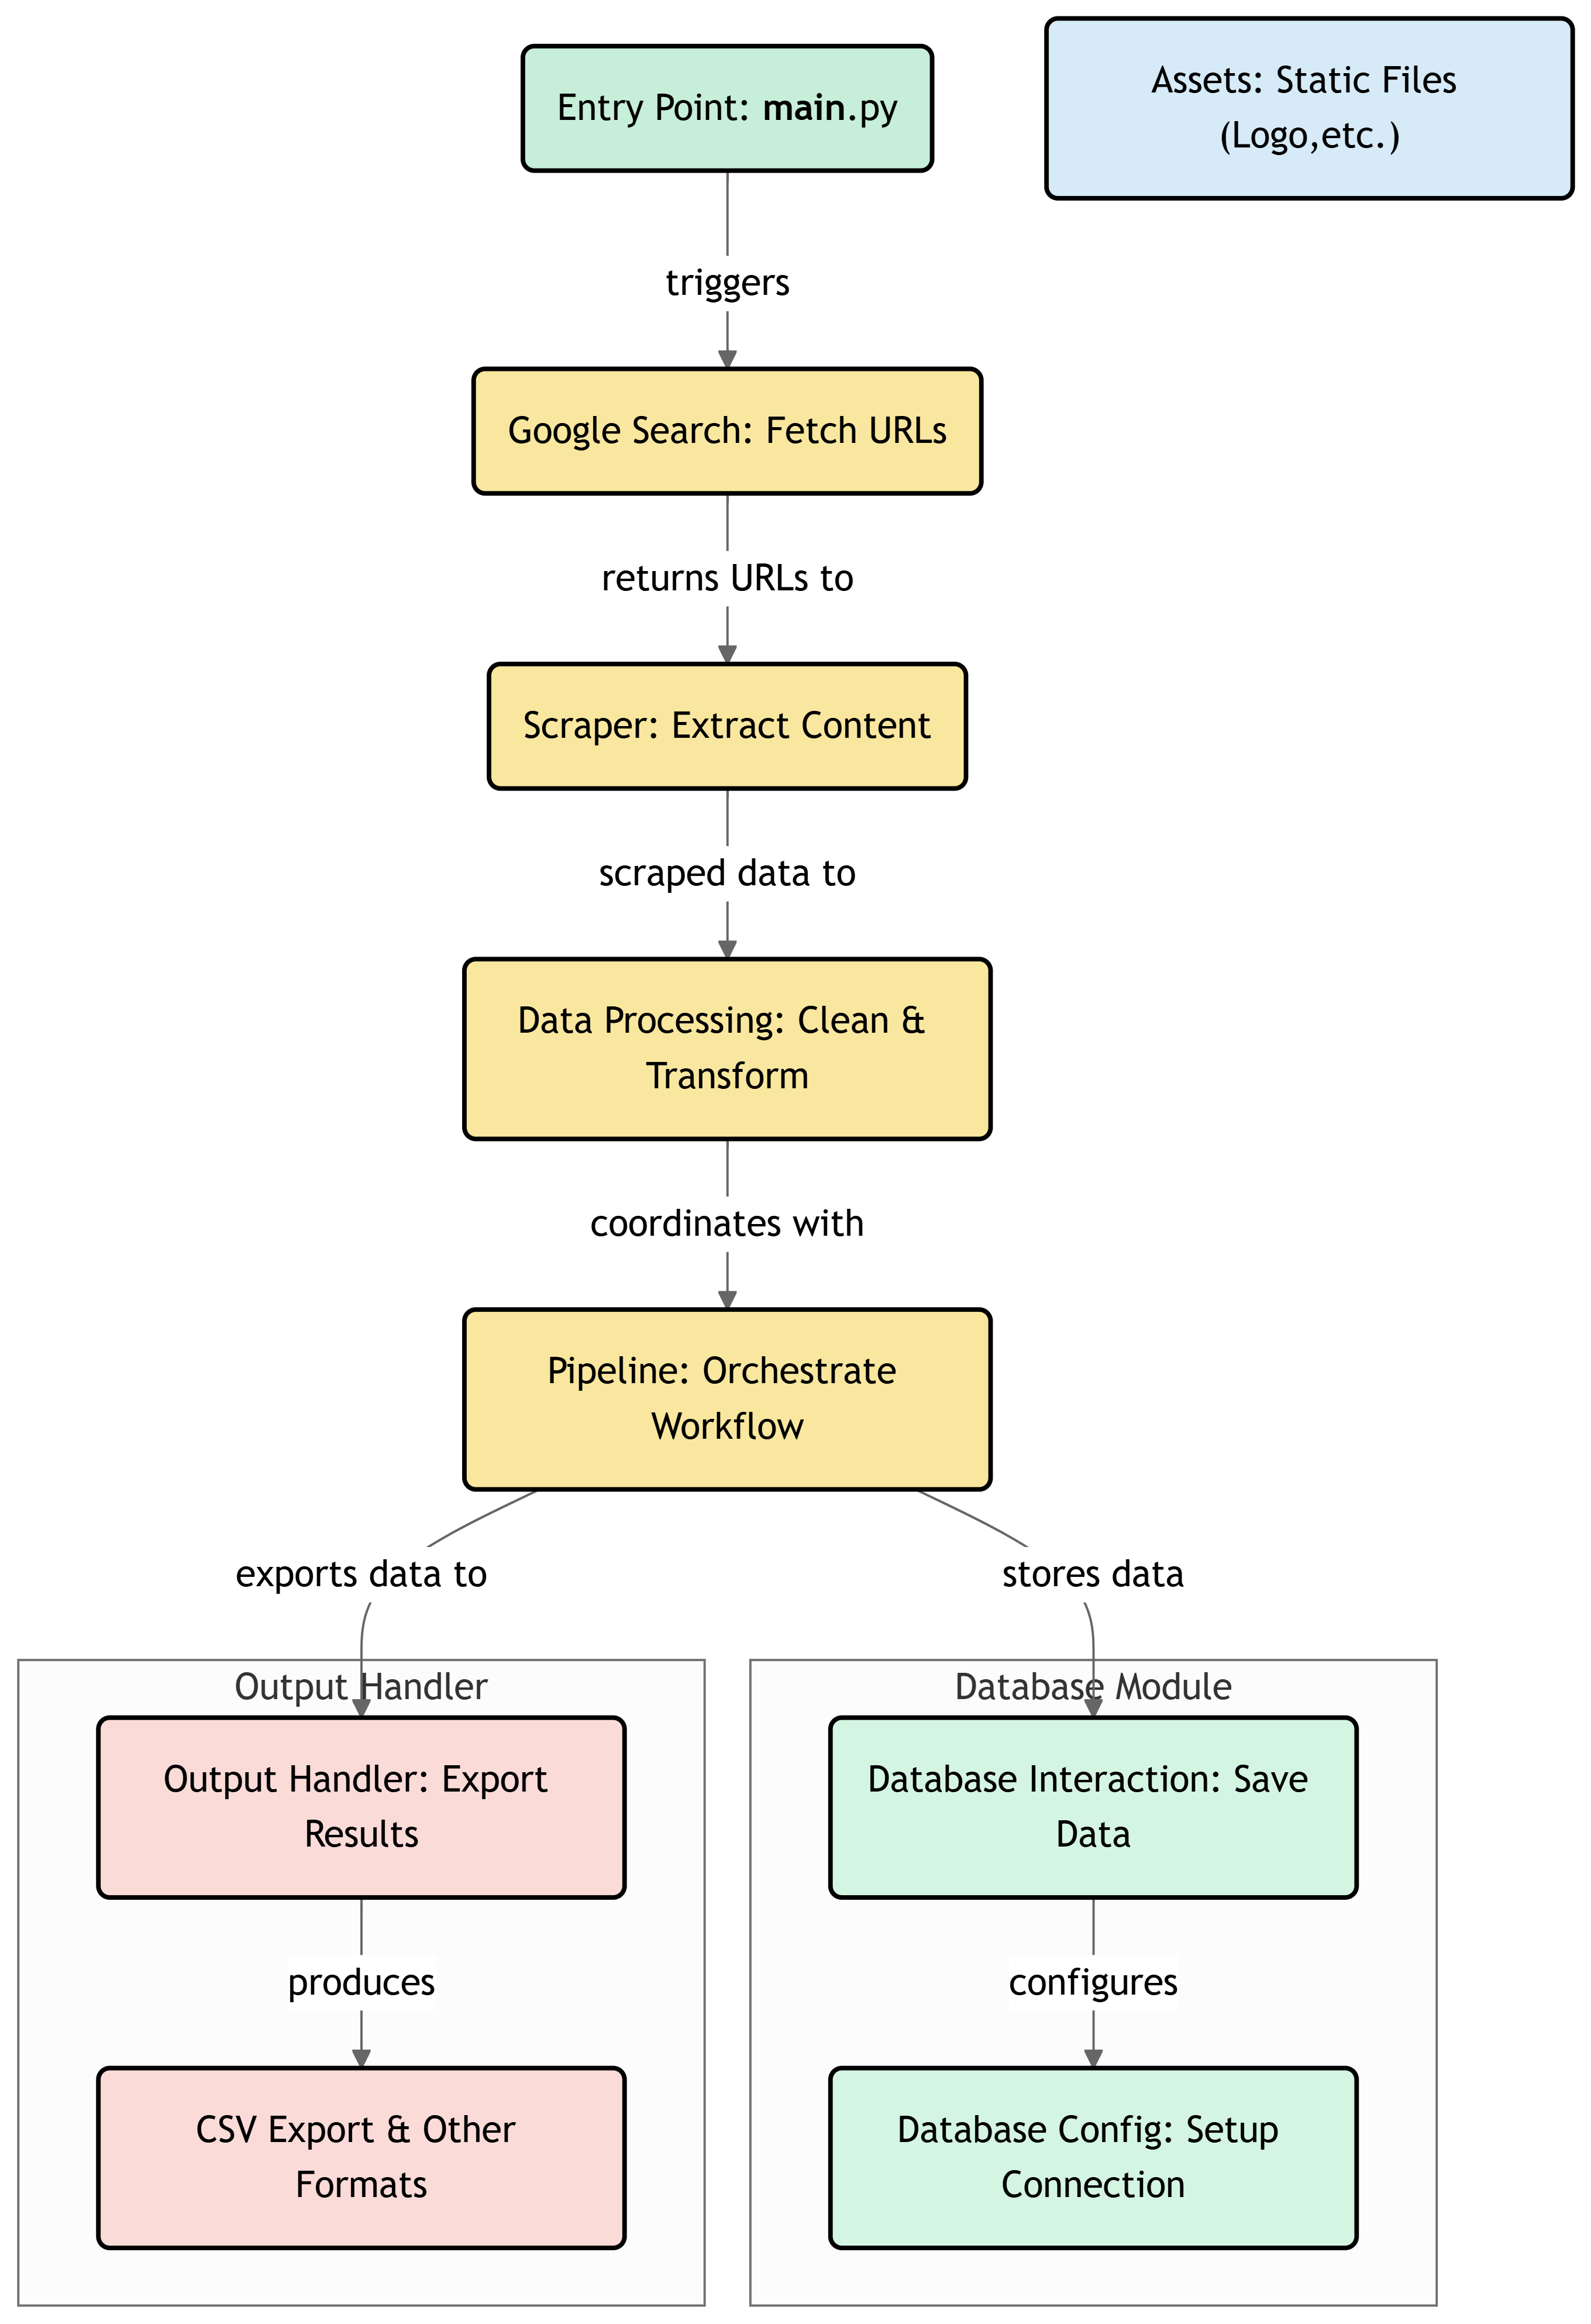 Entry Point: main.py
Assets: Static Files
(Logo,etc.)
triggers
Google Search: Fetch URLs
returns URLs to
Scraper: Extract Content
scraped data to
Data Processing: Clean &
Transform
coordinates with
Pipeline: Orchestrate
Workflow
exports data to
stores data
Output Handler
Output Handler: Export
Results
produces
CSV Export & Other
Formats
Database Module
Database Interaction: Save
Data
configures
Database Config: Setup
Connection